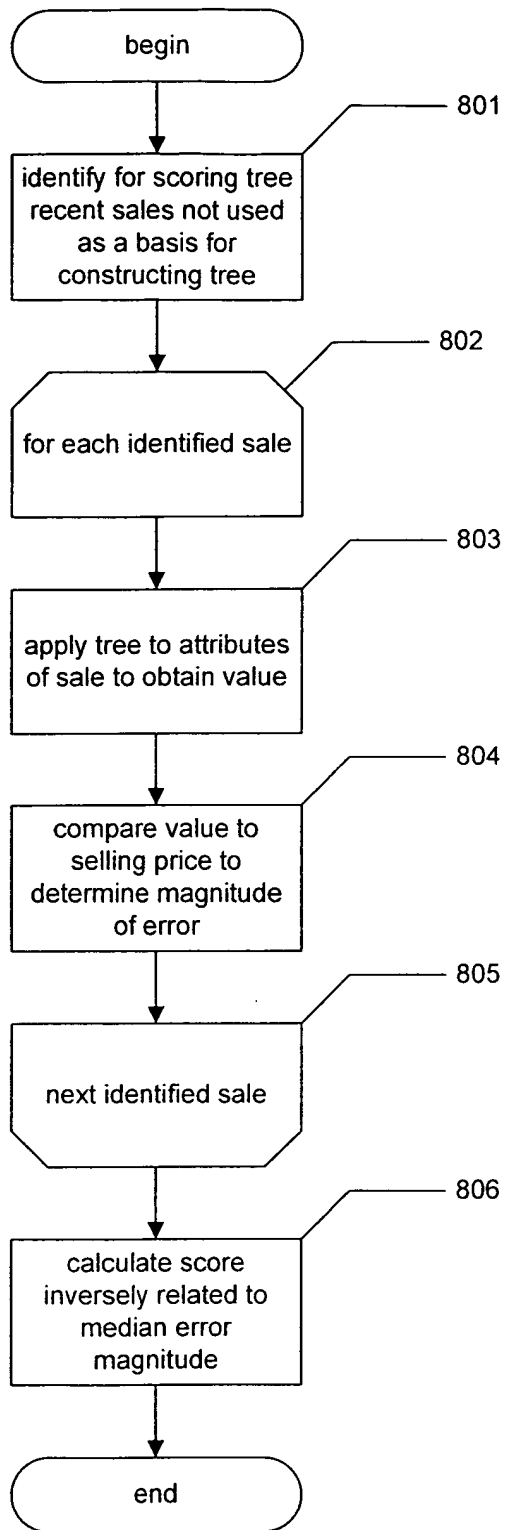 begin
801
identify for scoring tree
recent sales not used
as a basis for
constructing tree
802
for each identified sale
803
apply tree to attributes
of sale to obtain value
804
compare value to
selling price to
determine magnitude
of error
805
next identified sale
806
calculate score
inversely related to
median error
magnitude
end